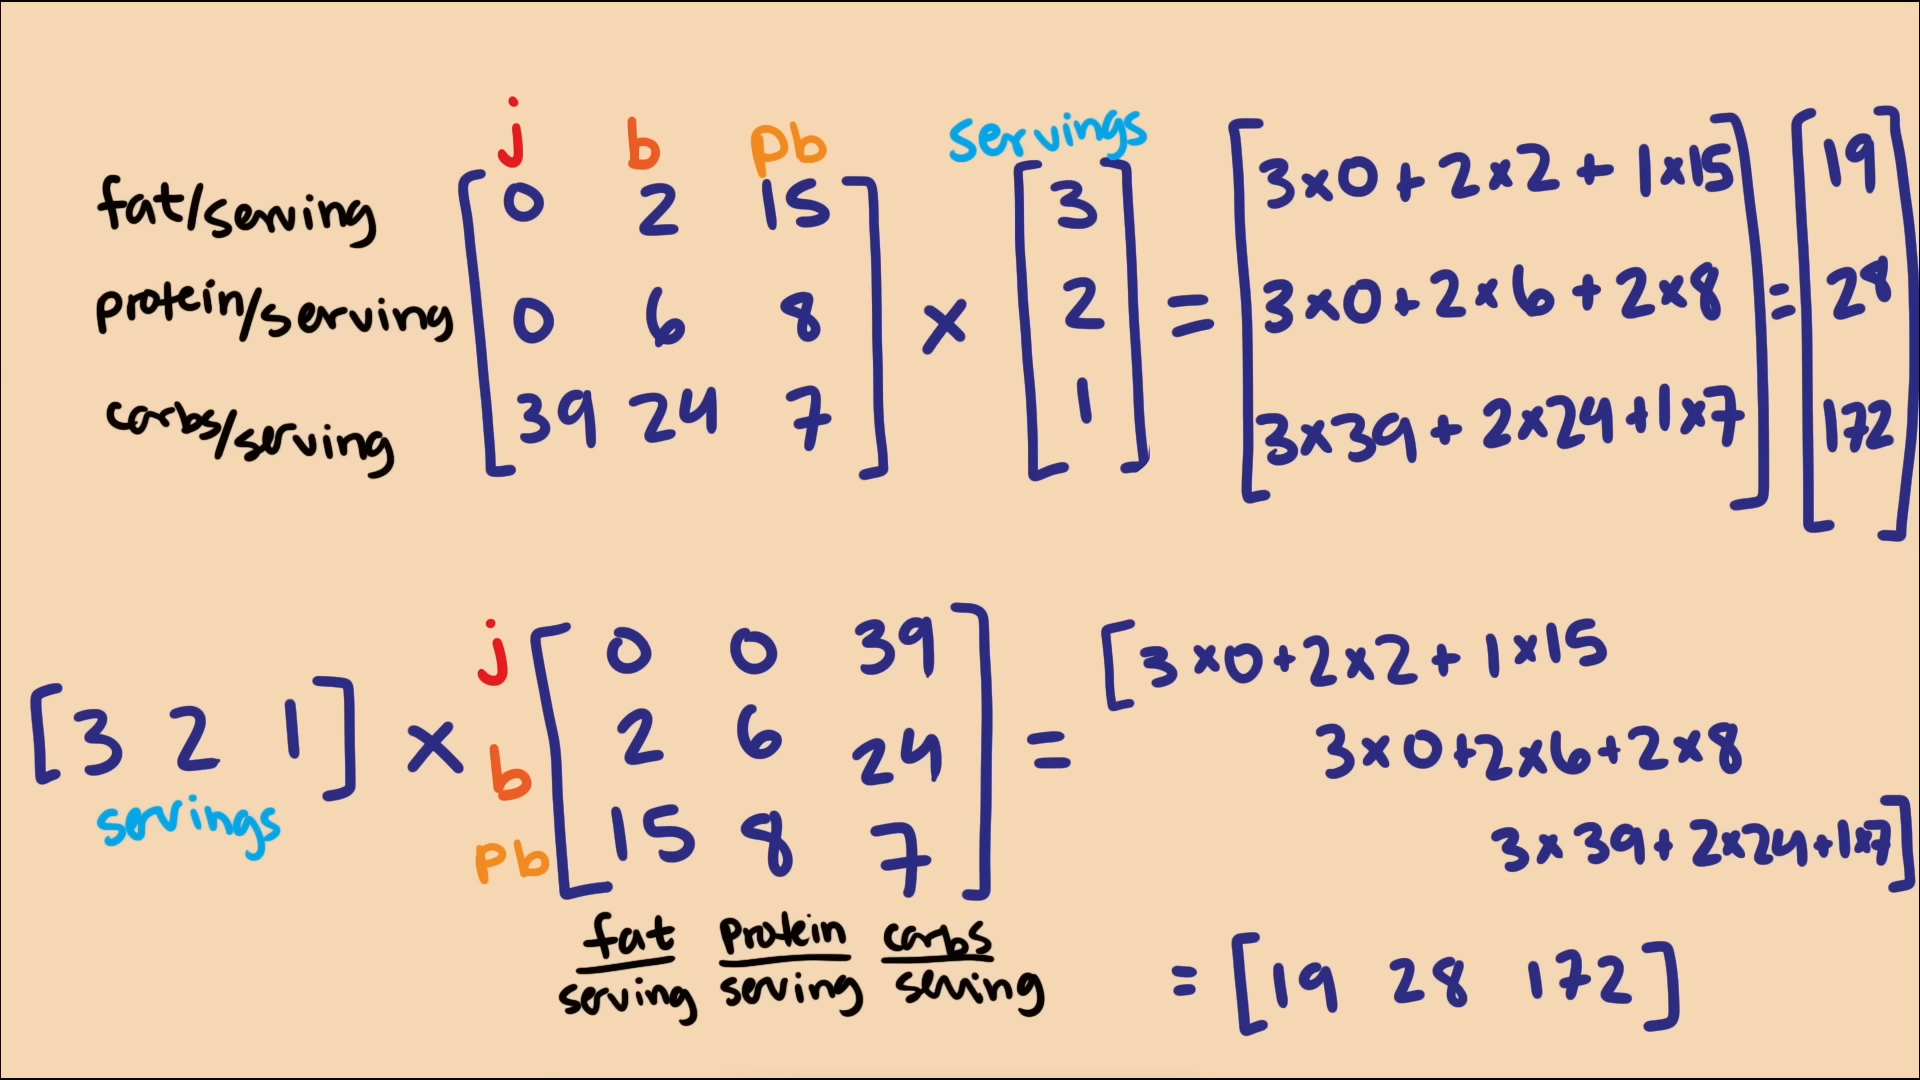 j b pb servings
fat/serving [ 0 2 15 ] [ 3 ] [ 3×0 + 2×2 + 1×15 ] [ 19 ]
protein/serving [ 0 6 8 ] × [ 2 ] = [ 3×0+2×6+2×8 ] = [ 28 ]
carbs/serving [ 39 24 7 ] [ 1 ] [ 3×39+ 2×24+1×7 ] [ 172 ]
j [ 0 0 39 ] [3×0+2×2+ 1×15
[3 2 1] × b [ 2 6 24 ] = 3×0+2×6+2×8
servings pb [ 15 8 7 ] 3×39+ 2×24+1×7]
fat protein carbs
serving serving serving
= [19 28 172]